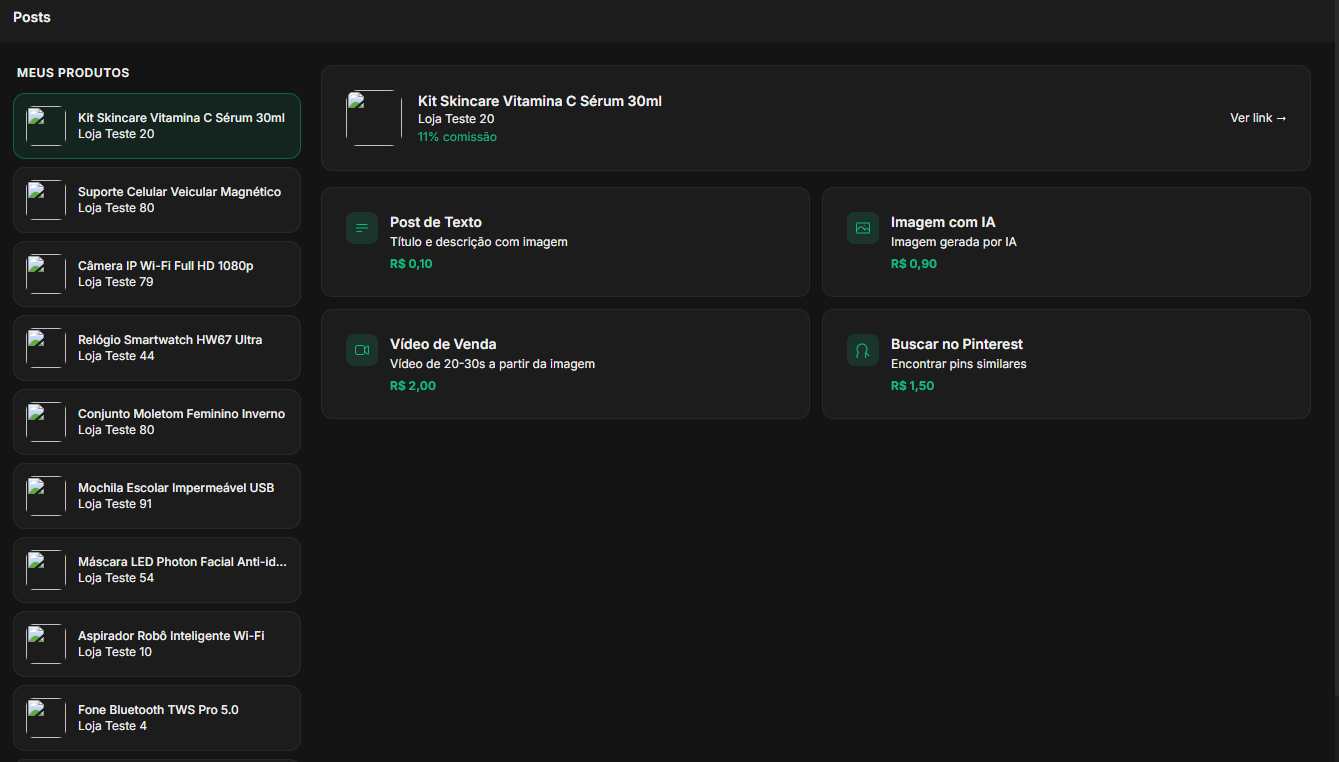 Posts
MEUS PRODUTOS
Kit Skincare Vitamina C Sérum 30ml
Loja Teste 20
Suporte Celular Veicular Magnético
Loja Teste 80
Câmera IP Wi-Fi Full HD 1080p
Loja Teste 79
Relógio Smartwatch HW67 Ultra
Loja Teste 44
Conjunto Moletom Feminino Inverno
Loja Teste 80
Mochila Escolar Impermeável USB
Loja Teste 91
Máscara LED Photon Facial Anti-id...
Loja Teste 54
Aspirador Robô Inteligente Wi-Fi
Loja Teste 10
Fone Bluetooth TWS Pro 5.0
Loja Teste 4
Kit Skincare Vitamina C Sérum 30ml
Loja Teste 20
11% comissão
Ver link →
Post de Texto
Título e descrição com imagem
R$ 0,10
Imagem com IA
Imagem gerada por IA
R$ 0,90
Vídeo de Venda
Vídeo de 20-30s a partir da imagem
R$ 2,00
Buscar no Pinterest
Encontrar pins similares
R$ 1,50